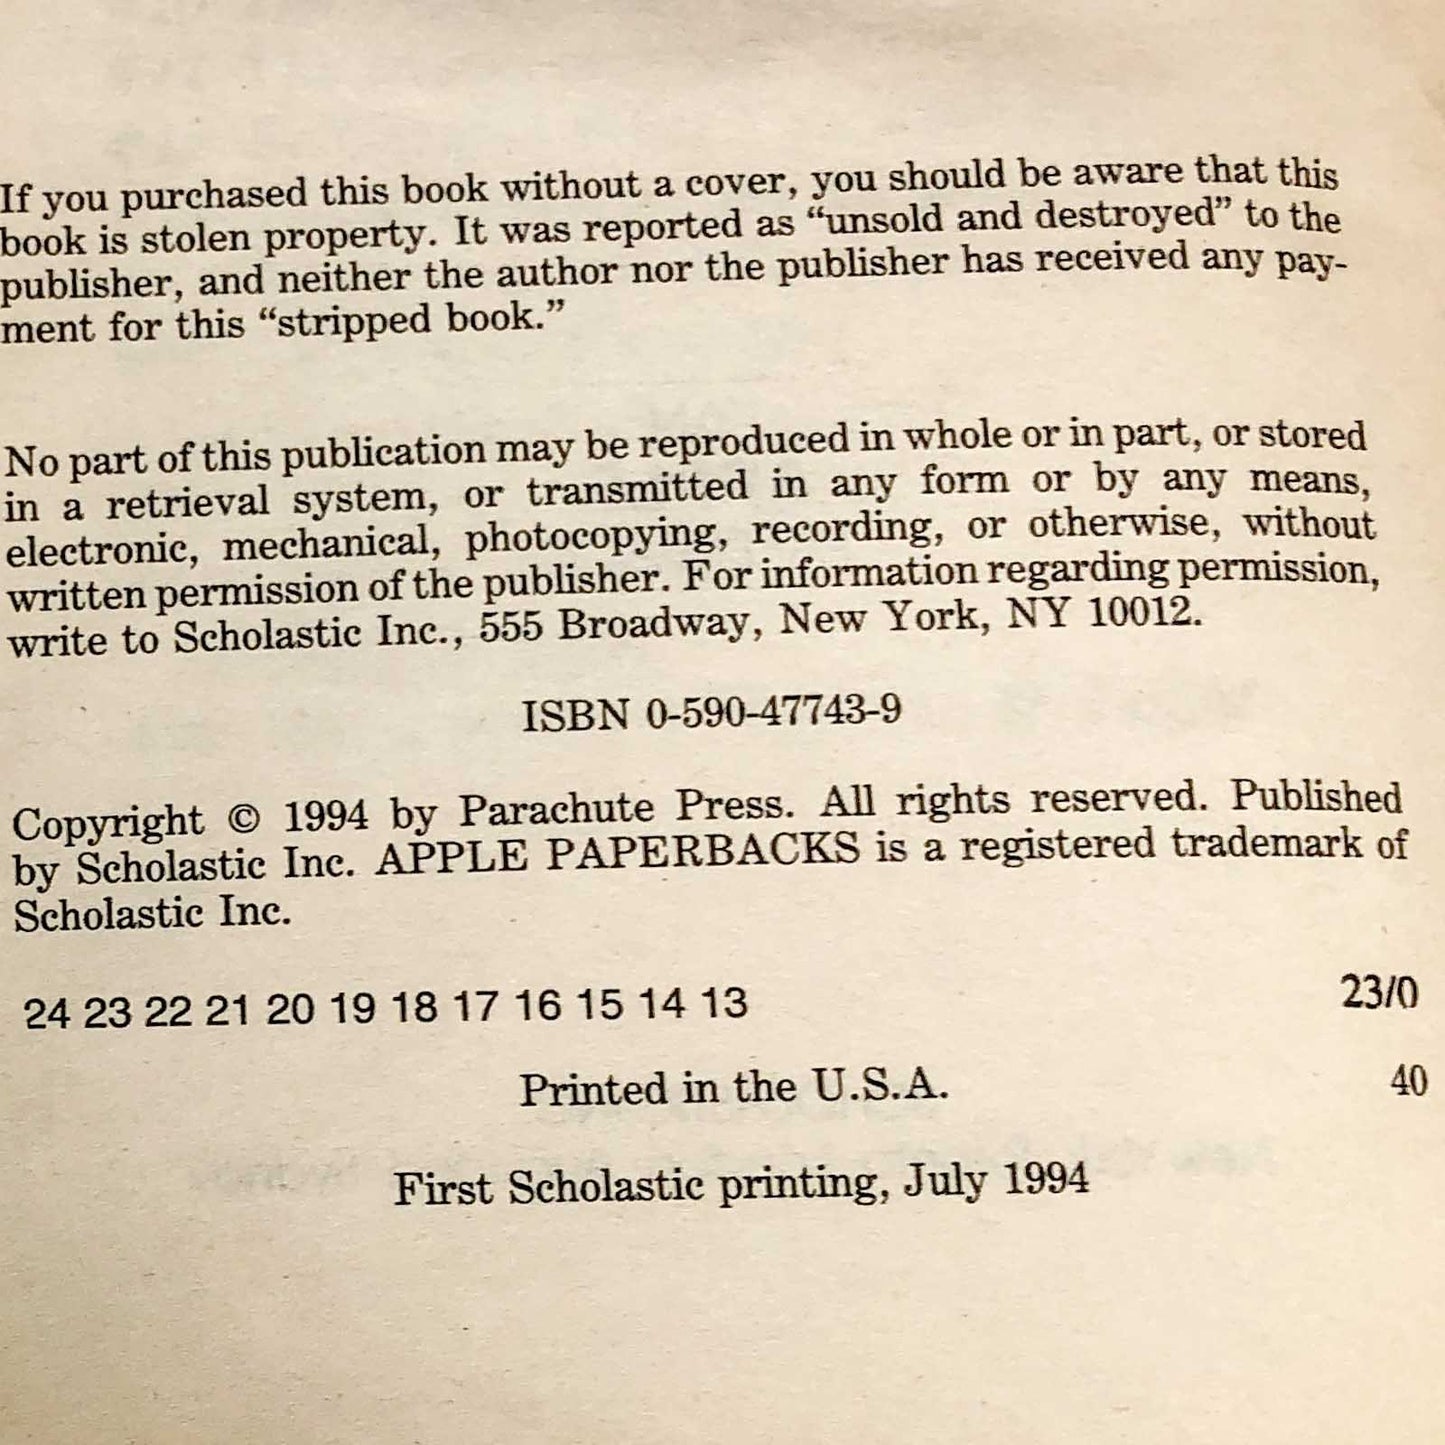 If you purchased this book without a cover, you should be aware that this
book is stolen property. It was reported as “unsold and destroyed” to the
publisher, and neither the author nor the publisher has received any pay-
ment for this “stripped book.”
No part of this publication may be reproduced in whole or in part, or stored
in a retrieval system, or transmitted in any form or by any means,
electronic, mechanical, photocopying, recording, or otherwise, without
written permission of the publisher. For information regarding permission,
write to Scholastic Inc., 555 Broadway, New York, NY 10012.
ISBN 0-590-47743-9
Copyright © 1994 by Parachute Press. All rights reserved. Published
by Scholastic Inc. APPLE PAPERBACKS is a registered trademark of
Scholastic Inc.
24 23 22 21 20 19 18 17 16 15 14 13 23/0
Printed in the U.S.A. 40
First Scholastic printing, July 1994